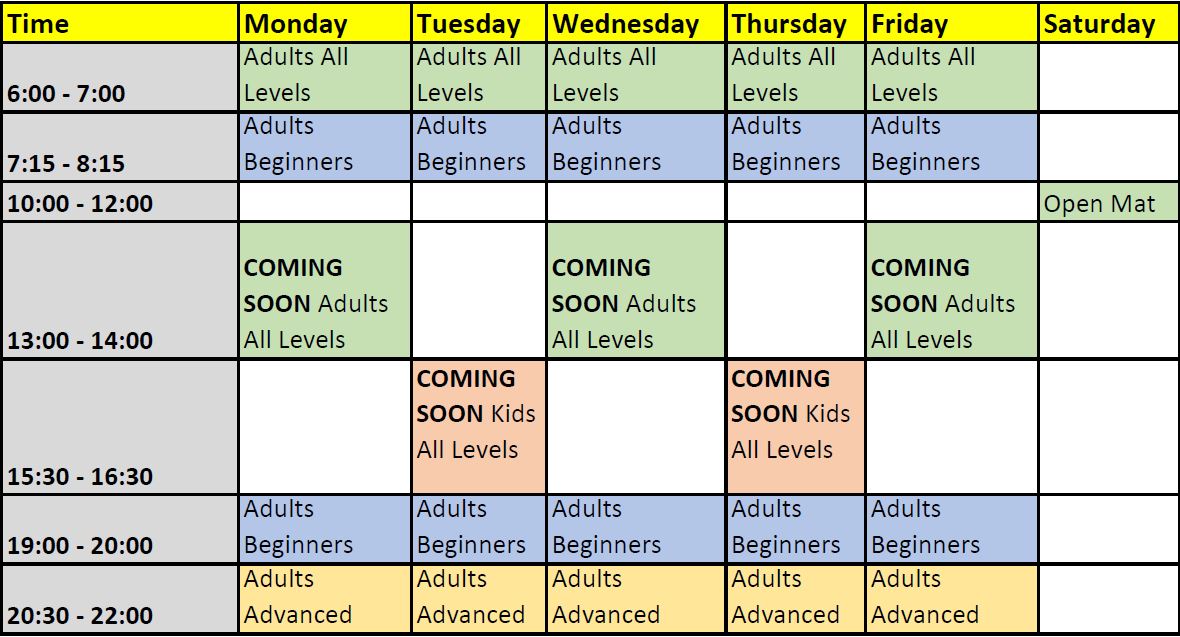 Time Monday Tuesday Wednesday Thursday Friday Saturday
Adults All Adults All Adults All Adults All Adults All
6:00 - 7:00 Levels Levels Levels Levels Levels
Adults Adults Adults Adults Adults
7:15 - 8:15 Beginners Beginners Beginners Beginners Beginners
10:00 - 12:00 Open Mat
COMING COMING COMING
SOON Adults SOON Adults SOON Adults
13:00 - 14:00 All Levels All Levels All Levels
COMING COMING
SOON Kids SOON Kids
All Levels All Levels
15:30 - 16:30
Adults Adults Adults Adults Adults
19:00 - 20:00 Beginners Beginners Beginners Beginners Beginners
Adults Adults Adults Adults Adults
20:30 - 22:00 Advanced Advanced Advanced Advanced Advanced